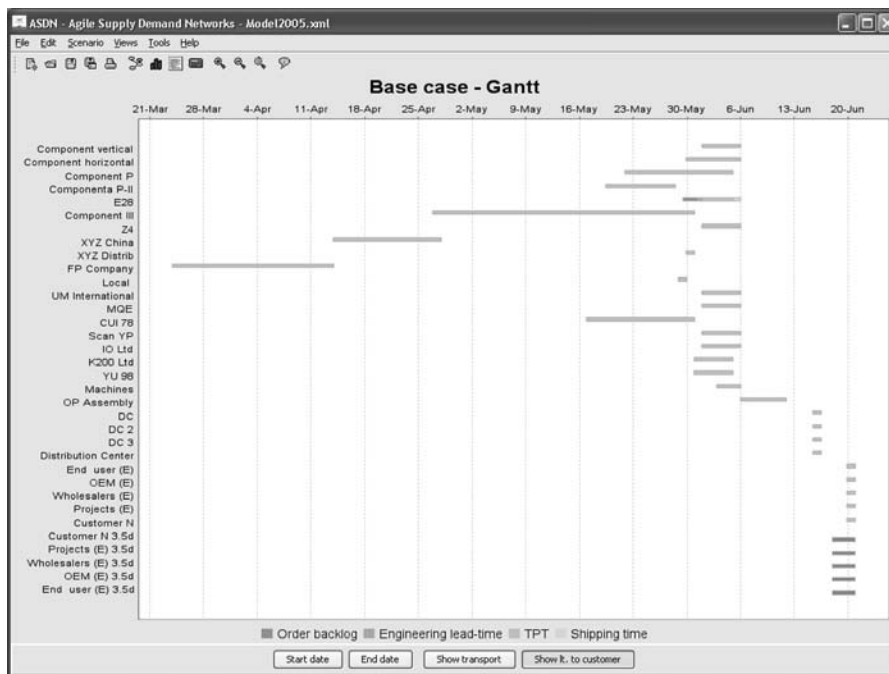 ASDN - Agile Supply Demand Networks - Model2005.xml
File Edit Scenario Views Tools Help
Base case - Gantt
21-Mar 28-Mar 4-Apr 11-Apr 18-Apr 25-Apr 2-May 9-May 16-May 23-May 30-May 6-Jun 13-Jun 20-Jun
Component vertical
Component horizontal
Component P
Componenta P-II
E28
Component III
Z4
XYZ China
XYZ Distrib
FP Company
Local
UM International
MQE
CUI 78
Scan YP
IO Ltd
K200 Ltd
YU 98
Machines
OP Assembly
DC
DC 2
DC 3
Distribution Center
End user (E)
OEM (E)
Wholesalers (E)
Projects (E)
Customer N
Customer N 3.5d
Projects (E) 3.5d
Wholesalers (E) 3.5d
OEM (E) 3.5d
End user (E) 3.5d
Order backlog Engineering lead-time TPT Shipping time
Start date End date Show transport Show lt. to customer